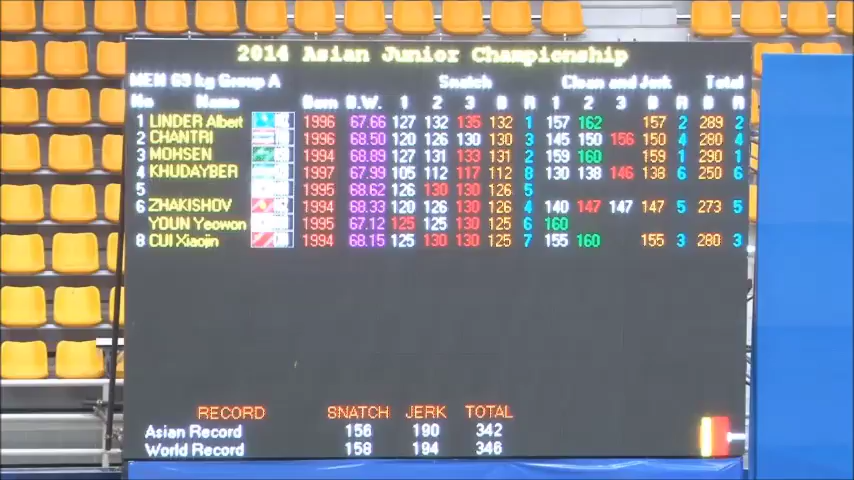 2014 Asian Junior Championship
MEN 69 kg Group A Snatch Clean and Jerk Total
No Name Born B.W. 1 2 3 B R 1 2 3 B R B R
1 LINDER Albert 1996 67.66 127 132 135 132 1 157 162 157 2 289 2
2 CHANTRI 1996 68.50 120 126 130 130 3 145 150 156 150 4 280 4
3 MOHSEN 1994 68.89 127 131 133 131 2 159 160 159 1 290 1
4 KHUDAYBER 1997 67.99 105 112 117 112 8 130 138 146 138 6 250 6
5 1995 68.62 126 130 130 126 5
6 ZHAKISHOV 1994 68.33 120 126 130 126 4 140 147 147 147 5 273 5
YOUN Yeowon 1995 67.12 125 125 130 125 6 160
8 CUI Xiaojin 1994 68.15 125 130 130 125 7 155 160 155 3 280 3
RECORD SNATCH JERK TOTAL
Asian Record 156 190 342
World Record 158 194 346